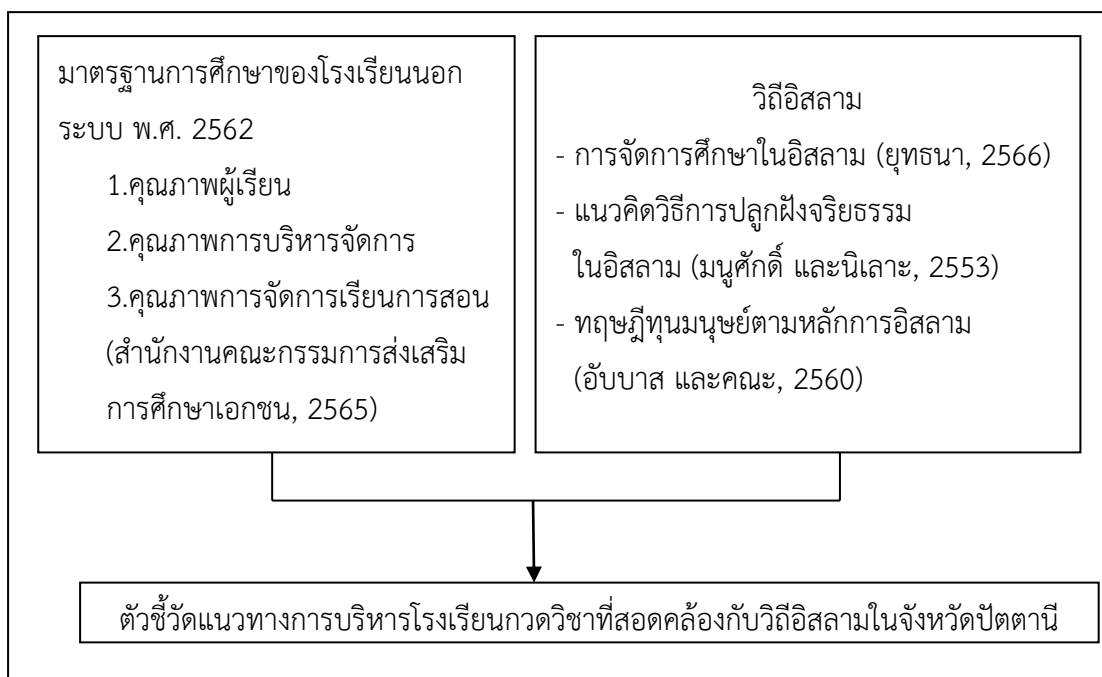 มาตรฐานการศึกษาของโรงเรียนนอก
ระบบ พ.ศ. 2562
1.คุณภาพผู้เรียน
2.คุณภาพการบริหารจัดการ
3.คุณภาพการจัดการเรียนการสอน
(สำนักงานคณะกรรมการส่งเสริม
การศึกษาเอกชน, 2565)
วิถีอิสลาม
- การจัดการศึกษาในอิสลาม (ยุทธนา, 2566)
- แนวคิดวิธีการปลูกฝังจริยธรรม
ในอิสลาม (มนูศักดิ์ และนิเลาะ, 2553)
- ทฤษฎีทุนมนุษย์ตามหลักการอิสลาม
(อับบาส และคณะ, 2560)
ตัวชี้วัดแนวทางการบริหารโรงเรียนกวดวิชาที่สอดคล้องกับวิถีอิสลามในจังหวัดปัตตานี